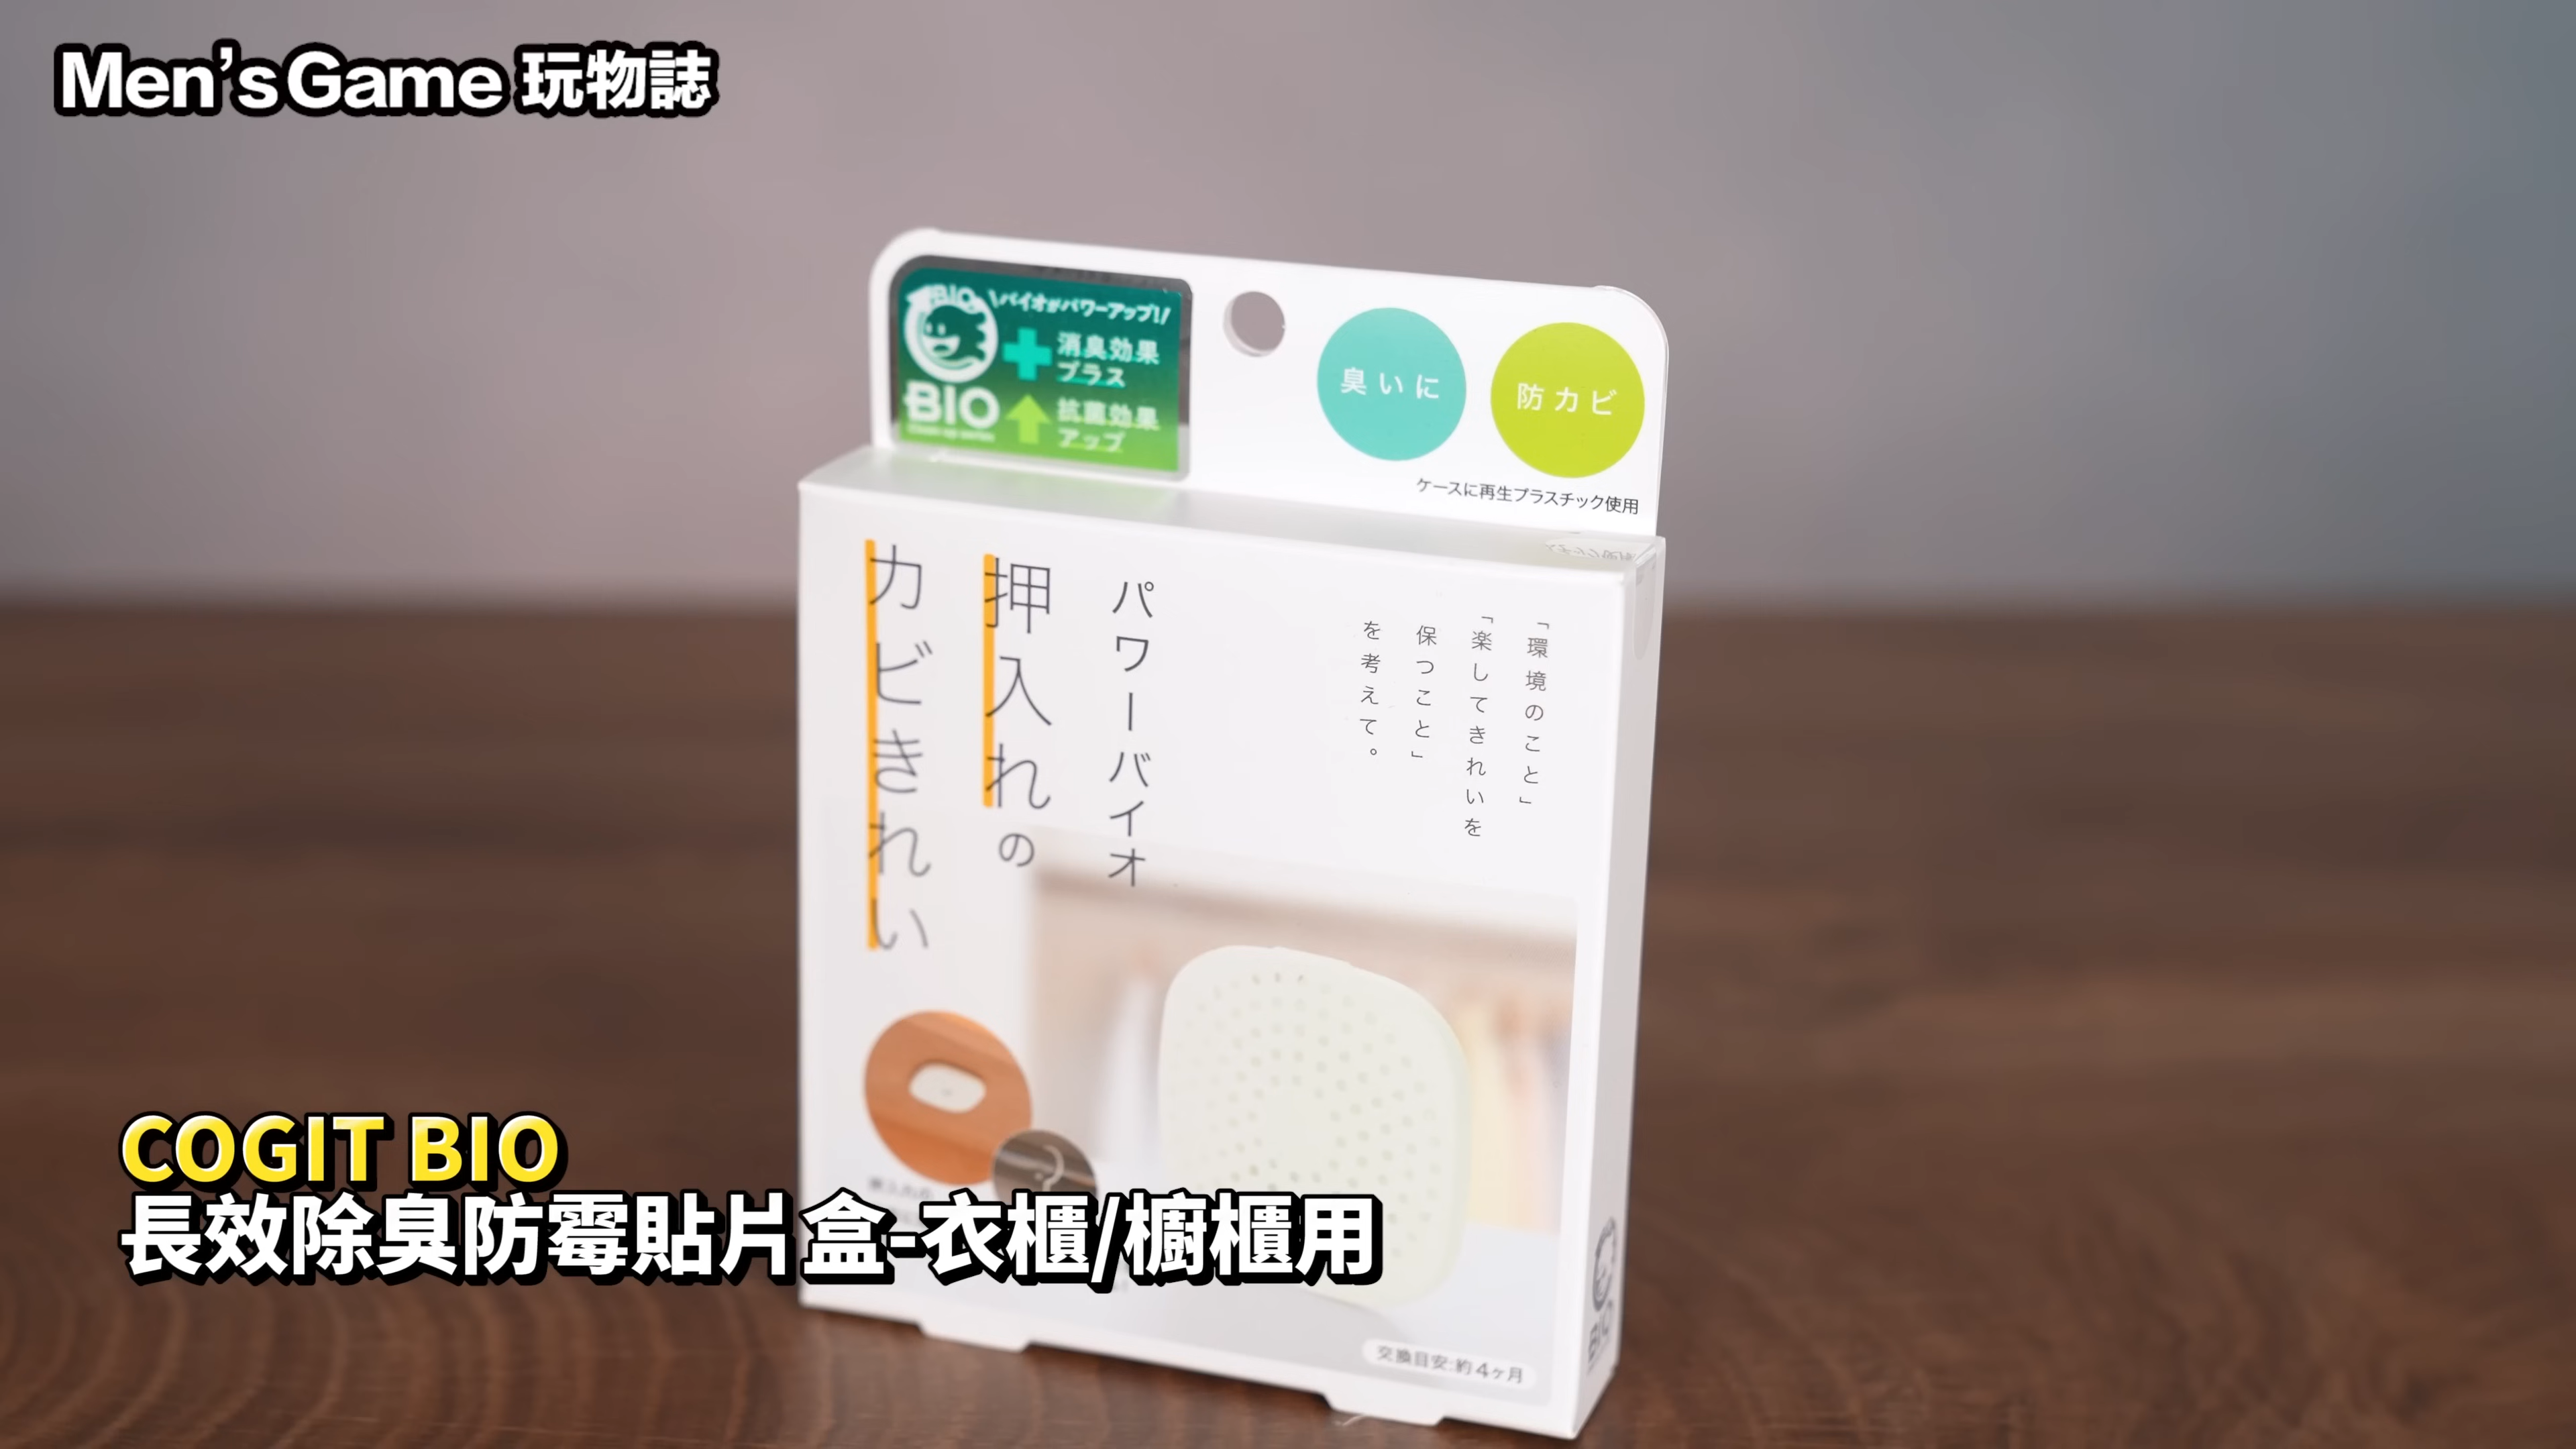 Men's Game 玩物誌
BIO
\バイオがパワーアップ!/
消臭効果
プラス
BIO
抗菌効果
アップ
臭いに
防カビ
ケースに再生プラスチック使用
「環境のこと」
「楽してきれいを
保つこと」
を考えて。
パワーバイオ
押入れの
カビきれい
COGIT BIO
長效除臭防霉貼片盒-衣櫃/櫥櫃用
交換目安:約4ヶ月
BIO